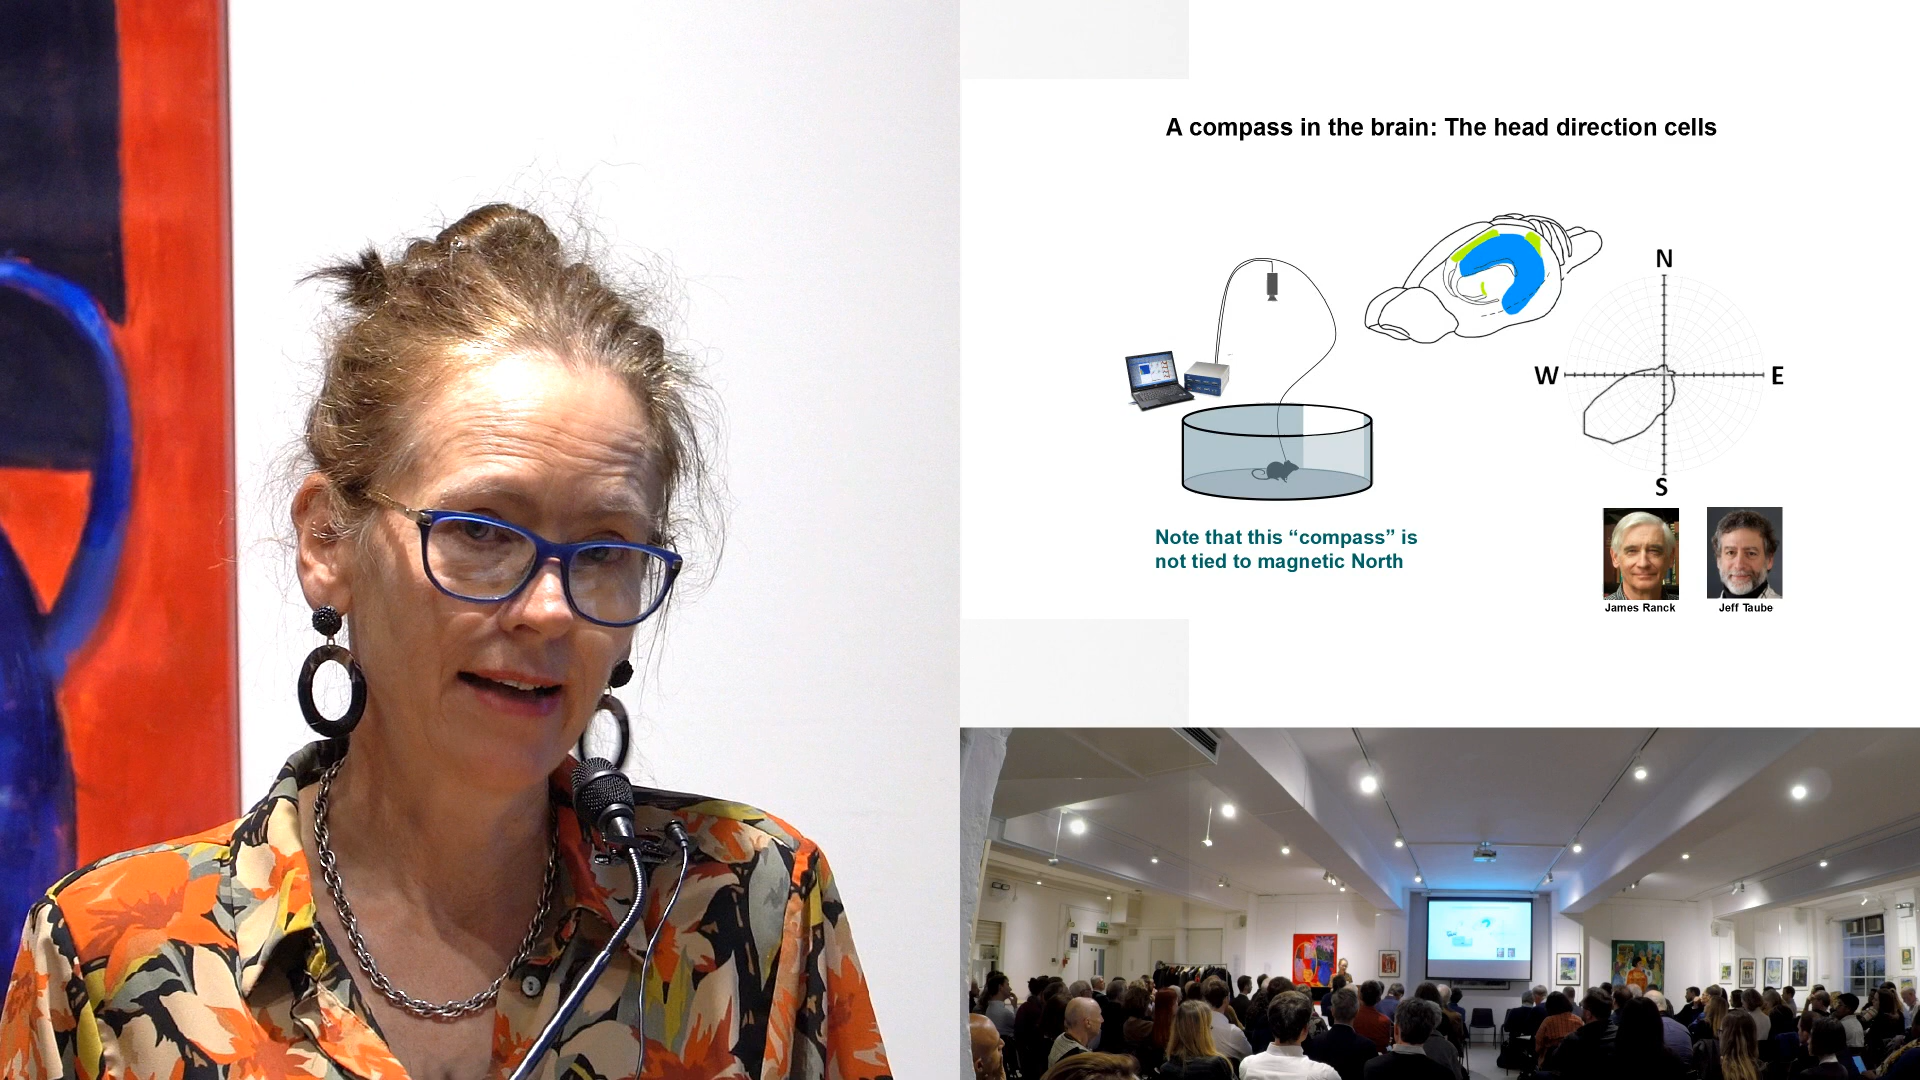 A compass in the brain: The head direction cells
N
W
E
S
Note that this “compass” is
not tied to magnetic North
James Ranck
Jeff Taube